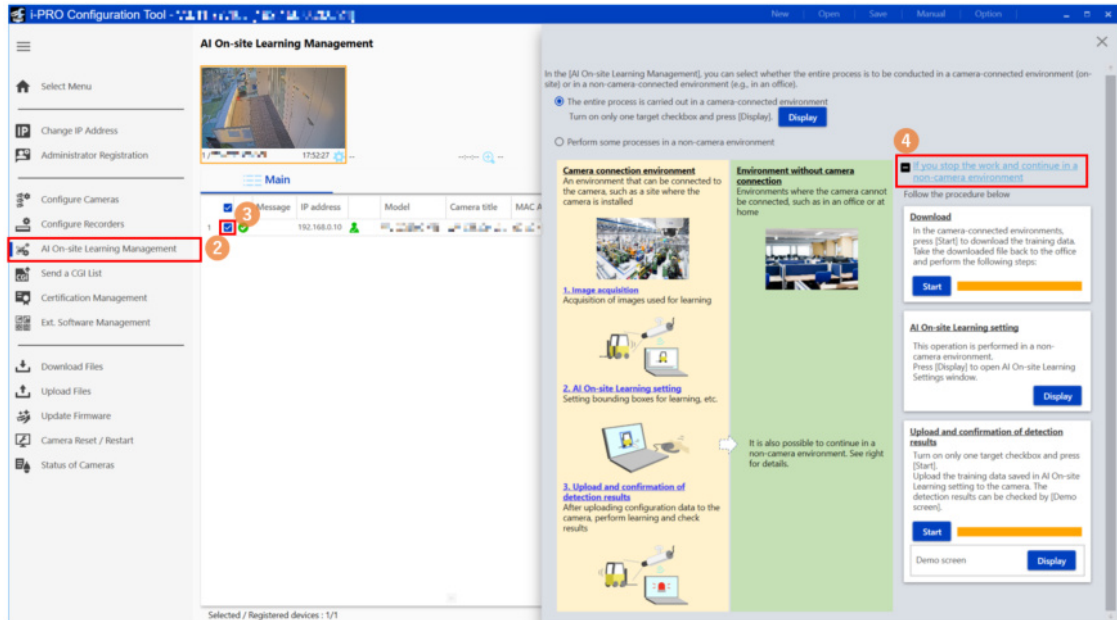 i-PRO Configuration Tool -
New
Open
Save
Manual
Option
AI On-site Learning Management
Select Menu
Change IP Address
Administrator Registration
Configure Cameras
Configure Recorders
AI On-site Learning Management
Send a CGI List
Certification Management
Ext. Software Management
Download Files
Upload Files
Update Firmware
Camera Reset / Restart
Status of Cameras
17:52:27
Main
Message
IP address
Model
Camera title
MAC A
1
192.168.0.10
2
3
Selected / Registered devices : 1/1
In the [AI On-site Learning Management], you can select whether the entire process is to be conducted in a camera-connected environment (on-
site) or in a non-camera-connected environment (e.g., in an office).
The entire process is carried out in a camera-connected environment
Turn on only one target checkbox and press [Display].
Display
Perform some processes in a non-camera environment
Camera connection environment
An environment that can be connected to
the camera, such as a site where the
camera is installed
1. Image acquisition
Acquisition of images used for learning
2. AI On-site Learning setting
Setting bounding boxes for learning, etc.
3. Upload and confirmation of
detection results
After uploading configuration data to the
camera, perform learning and check
results
Environment without camera
connection
Environments where the camera cannot
be connected, such as in an office or at
home
It is also possible to continue in a
non-camera environment. See right
for details.
4
If you stop the work and continue in a
non-camera environment
Follow the procedure below
Download
In the camera-connected environments,
press [Start] to download the training data.
Take the downloaded file back to the office
and perform the following steps:
Start
AI On-site Learning setting
This operation is performed in a non-
camera environment.
Press [Display] to open AI On-site Learning
Settings window.
Display
Upload and confirmation of detection
results
Turn on only one target checkbox and press
[Start].
Upload the training data saved in AI On-site
Learning setting to the camera. The
detection results can be checked by [Demo
screen].
Start
Demo screen
Display